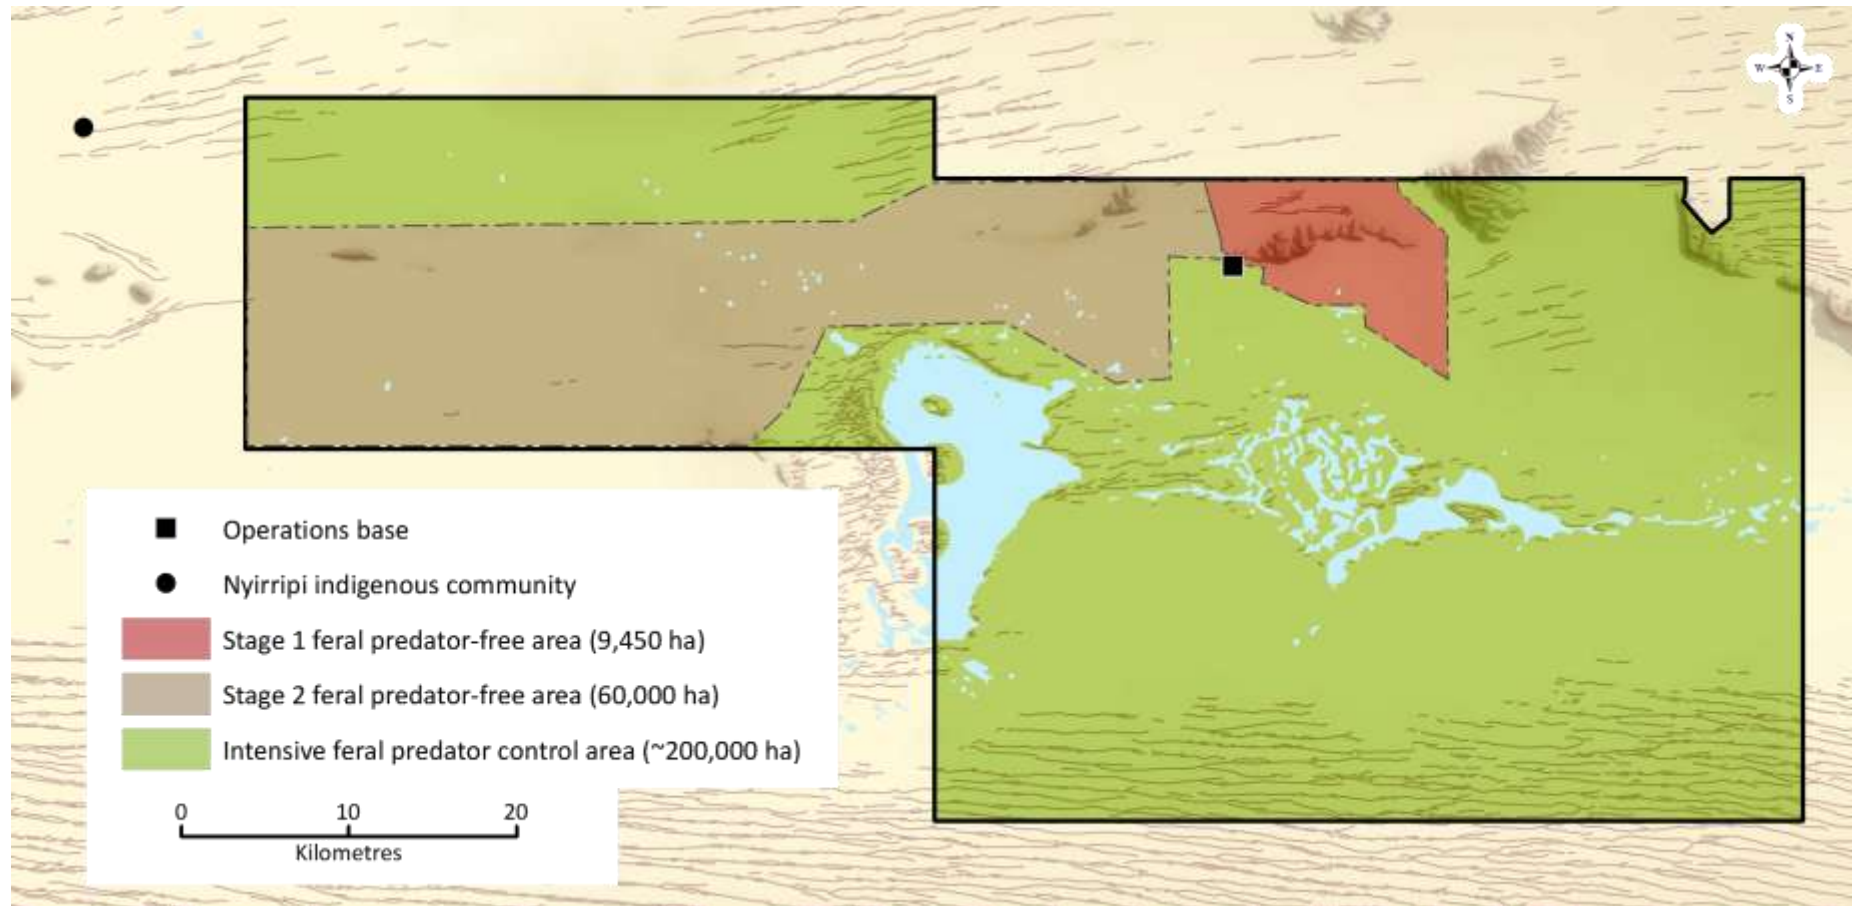 N
W E
S
Operations base
Nyirripi indigenous community
Stage 1 feral predator-free area (9,450 ha)
Stage 2 feral predator-free area (60,000 ha)
Intensive feral predator control area (~200,000 ha)
0 10 20
Kilometres